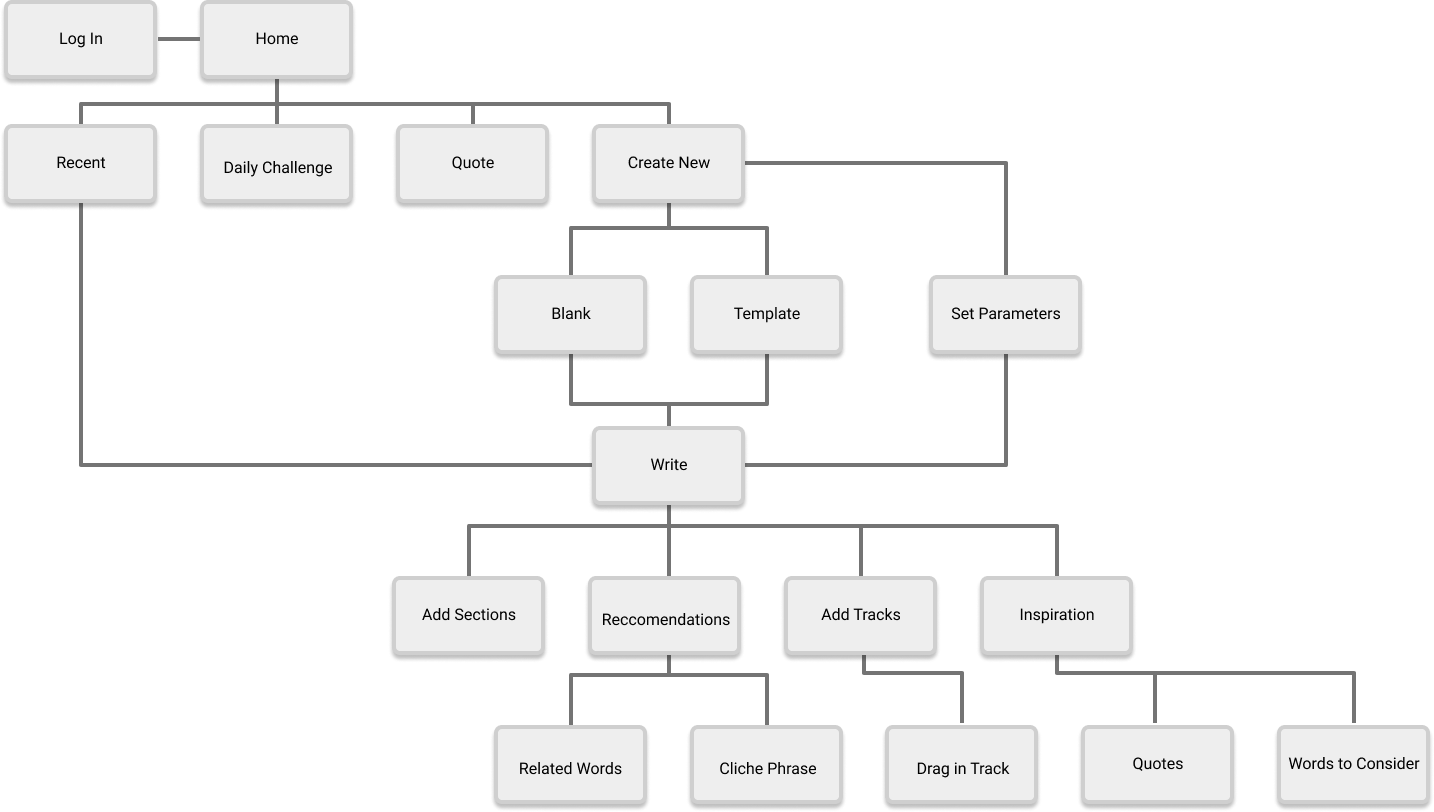 Log In
Home
Recent
Daily Challenge
Quote
Create New
Blank
Template
Set Parameters
Write
Add Sections
Reccomendations
Add Tracks
Inspiration
Related Words
Cliche Phrase
Drag in Track
Quotes
Words to Consider